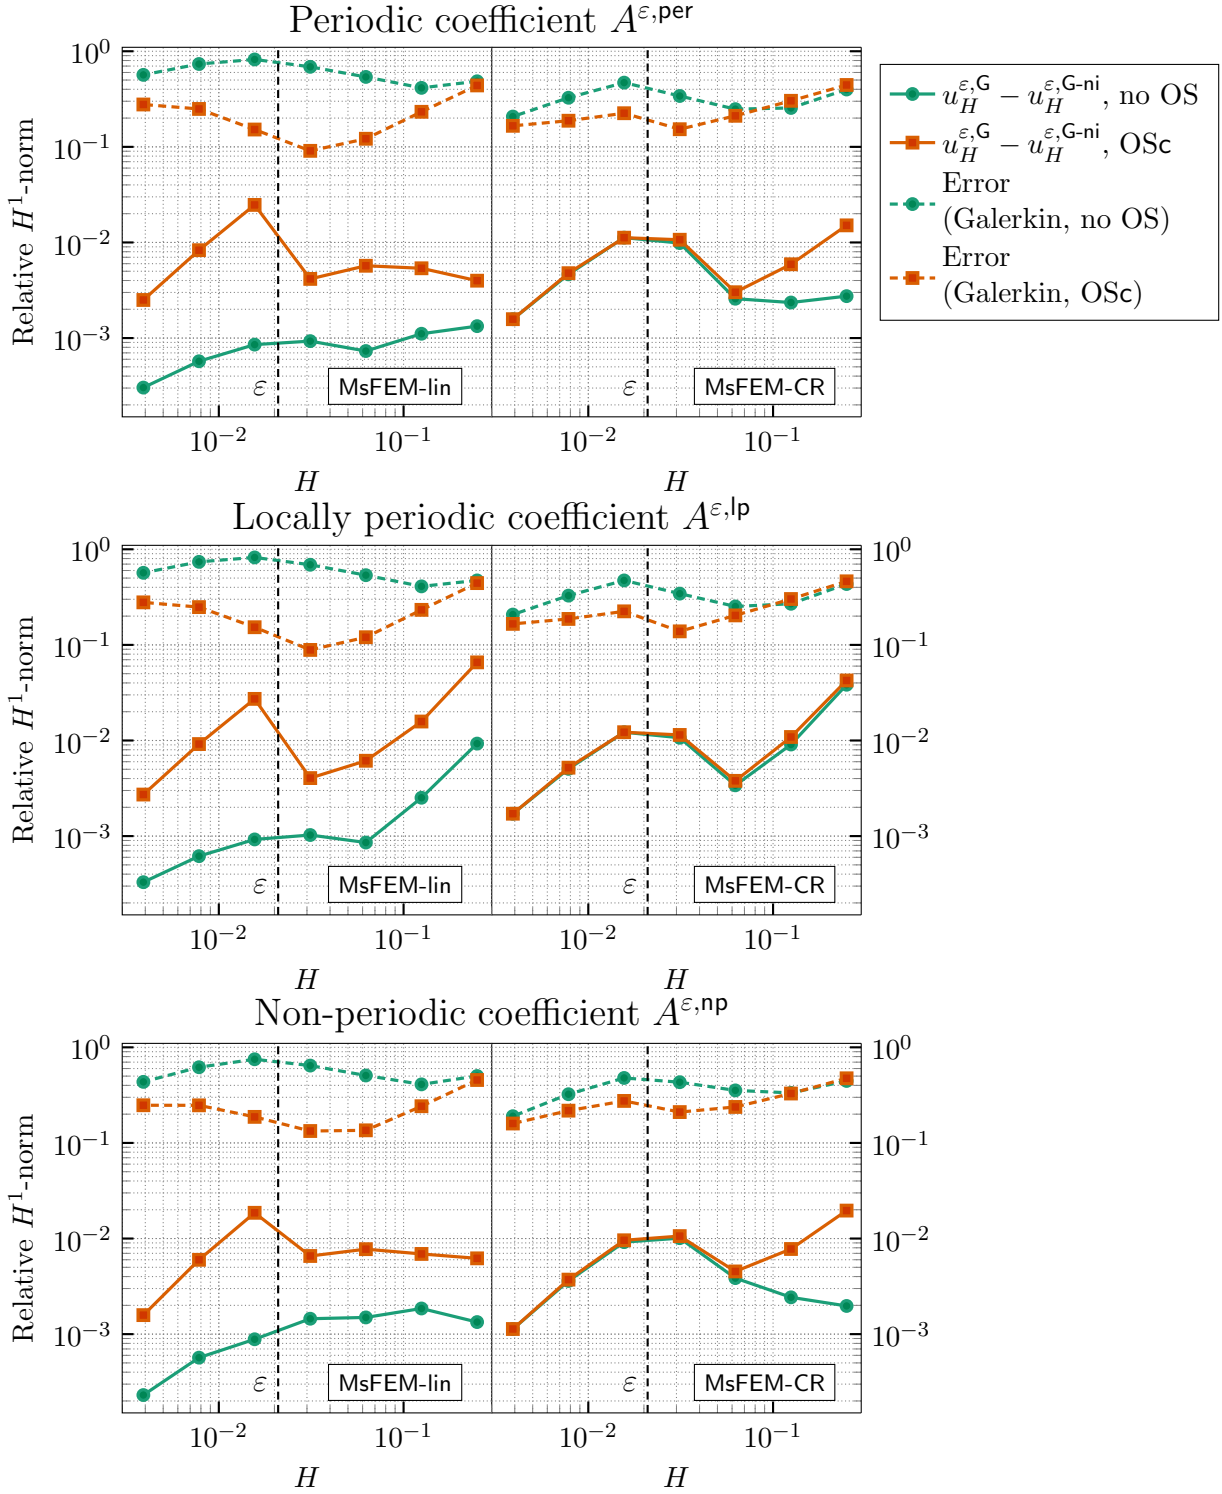 Periodic coefficient A^{ε,per}
Relative H^1-norm
10^0
10^{-1}
10^{-2}
10^{-3}
ε
MsFEM-lin
ε
MsFEM-CR
10^{-2} 10^{-1} 10^{-2} 10^{-1}
H H
u_H^{ε,G} − u_H^{ε,G-ni}, no OS
u_H^{ε,G} − u_H^{ε,G-ni}, OSc
Error
(Galerkin, no OS)
Error
(Galerkin, OSc)
Locally periodic coefficient A^{ε,lp}
Relative H^1-norm
10^0 10^0
10^{-1} 10^{-1}
10^{-2} 10^{-2}
10^{-3} 10^{-3}
ε
MsFEM-lin
ε
MsFEM-CR
10^{-2} 10^{-1} 10^{-2} 10^{-1}
H H
Non-periodic coefficient A^{ε,np}
Relative H^1-norm
10^0 10^0
10^{-1} 10^{-1}
10^{-2} 10^{-2}
10^{-3} 10^{-3}
ε
MsFEM-lin
ε
MsFEM-CR
10^{-2} 10^{-1} 10^{-2} 10^{-1}
H H